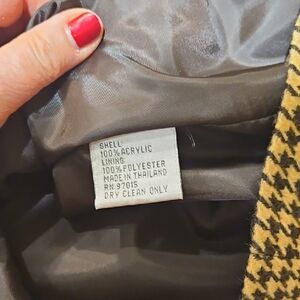 SHELL:
100% ACRYLIC
LINING:
100% POLYESTER
MADE IN THAILAND
RN 97015
DRY CLEAN ONLY